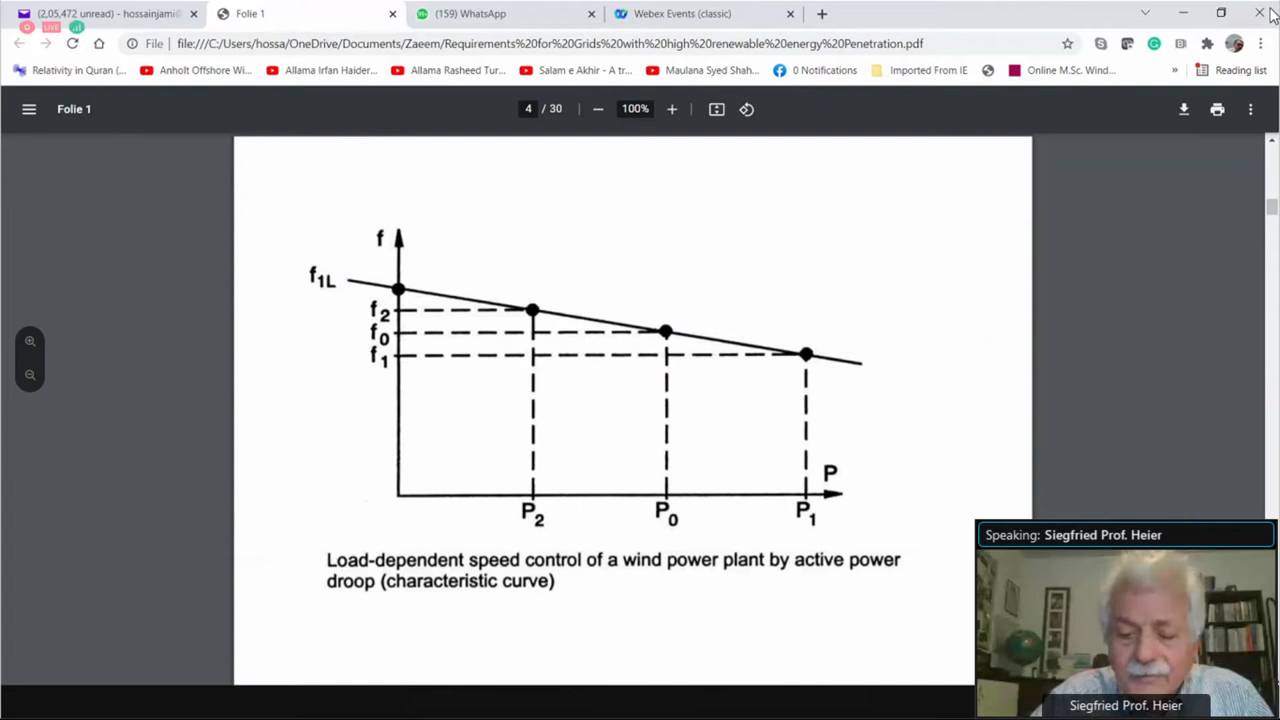 (2,05,472 unread) - hossainjami@
Folie 1
(159) WhatsApp
Webex Events (classic)
LIVE
File
file:///C:/Users/hossa/OneDrive/Documents/Zaeem/Requirements%20for%20Grids%20with%20high%20renewable%20energy%20Penetration.pdf
Relativity in Quran (...
Anholt Offshore Wi...
Allama Irfan Haider...
Allama Rasheed Tur...
Salam e Akhir - A tr...
Maulana Syed Shah...
0 Notifications
Imported From IE
Online M.Sc. Wind...
»
Reading list
Folie 1
4 / 30
100%
f
f1L
f2
f0
f1
P
P2
P0
P1
Load-dependent speed control of a wind power plant by active power
droop (characteristic curve)
Speaking: Siegfried Prof. Heier
Siegfried Prof. Heier